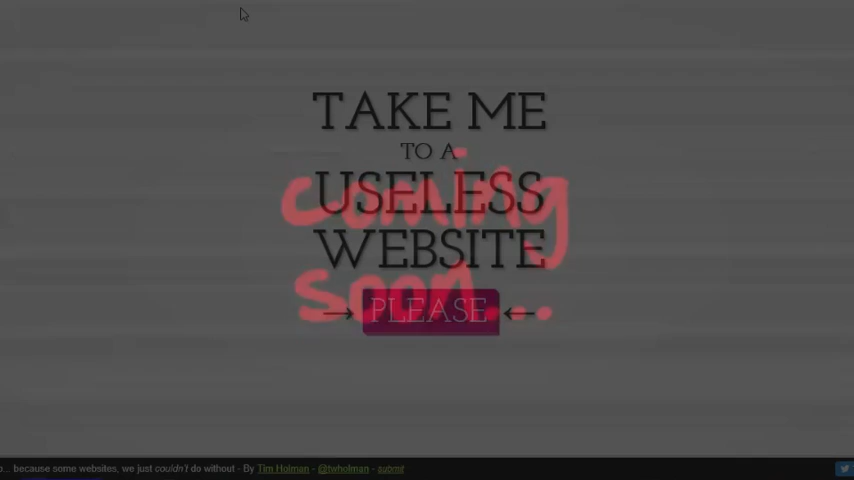 TAKE ME
TO A
USELESS
WEBSITE
coming
soon...
→ PLEASE ←
... because some websites, we just couldn't do without - By Tim Holman - @twholman - submit